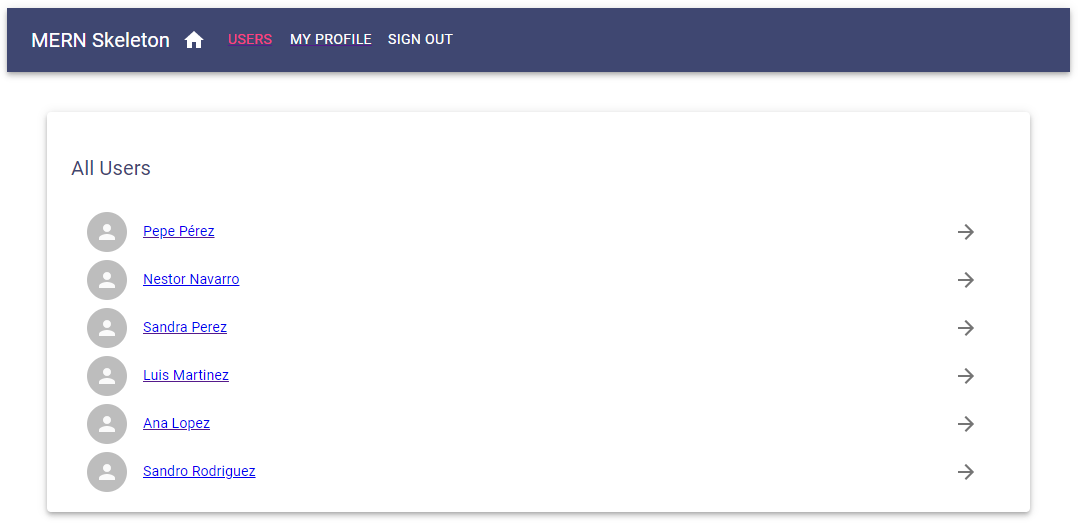 MERN Skeleton USERS MY PROFILE SIGN OUT
All Users
Pepe Pérez
Nestor Navarro
Sandra Perez
Luis Martinez
Ana Lopez
Sandro Rodriguez